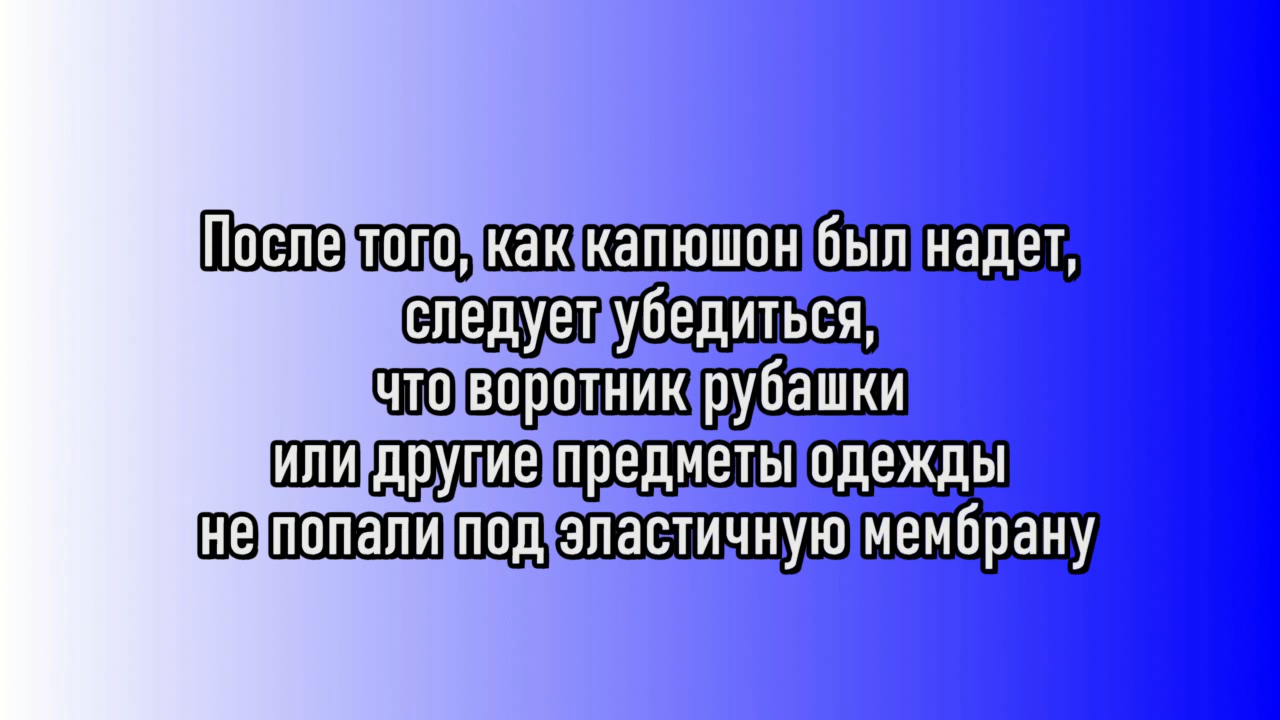 После того, как капюшон был надет,
следует убедиться,
что воротник рубашки
или другие предметы одежды
не попали под эластичную мембрану